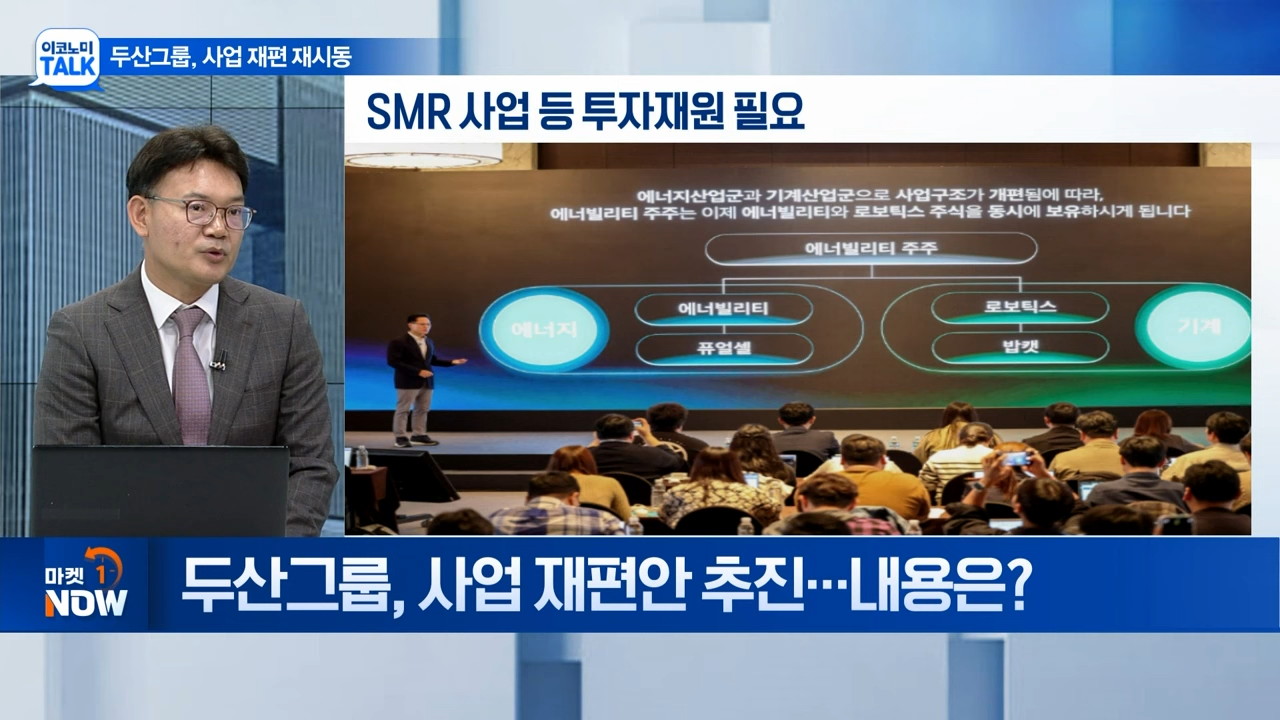 이코노미
TALK
두산그룹, 사업 재편 재시동
SMR 사업 등 투자재원 필요
에너지산업군과 기계산업군으로 사업구조가 개편됨에 따라,
에너빌리티 주주는 이제 에너빌리티와 로보틱스 주식을 동시에 보유하시게 됩니다
에너빌리티 주주
에너지
에너빌리티
퓨얼셀
로보틱스
밥캣
기계
마켓 1
NOW
두산그룹, 사업 재편안 추진…내용은?